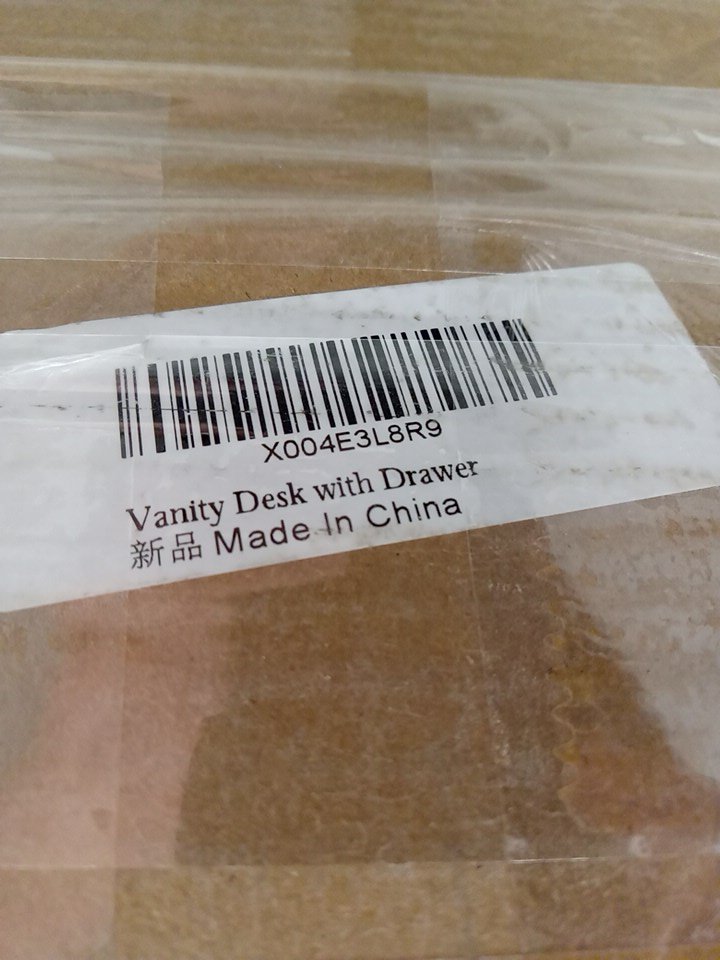 X004E3L8R9
Vanity Desk with Drawer
新品 Made In China